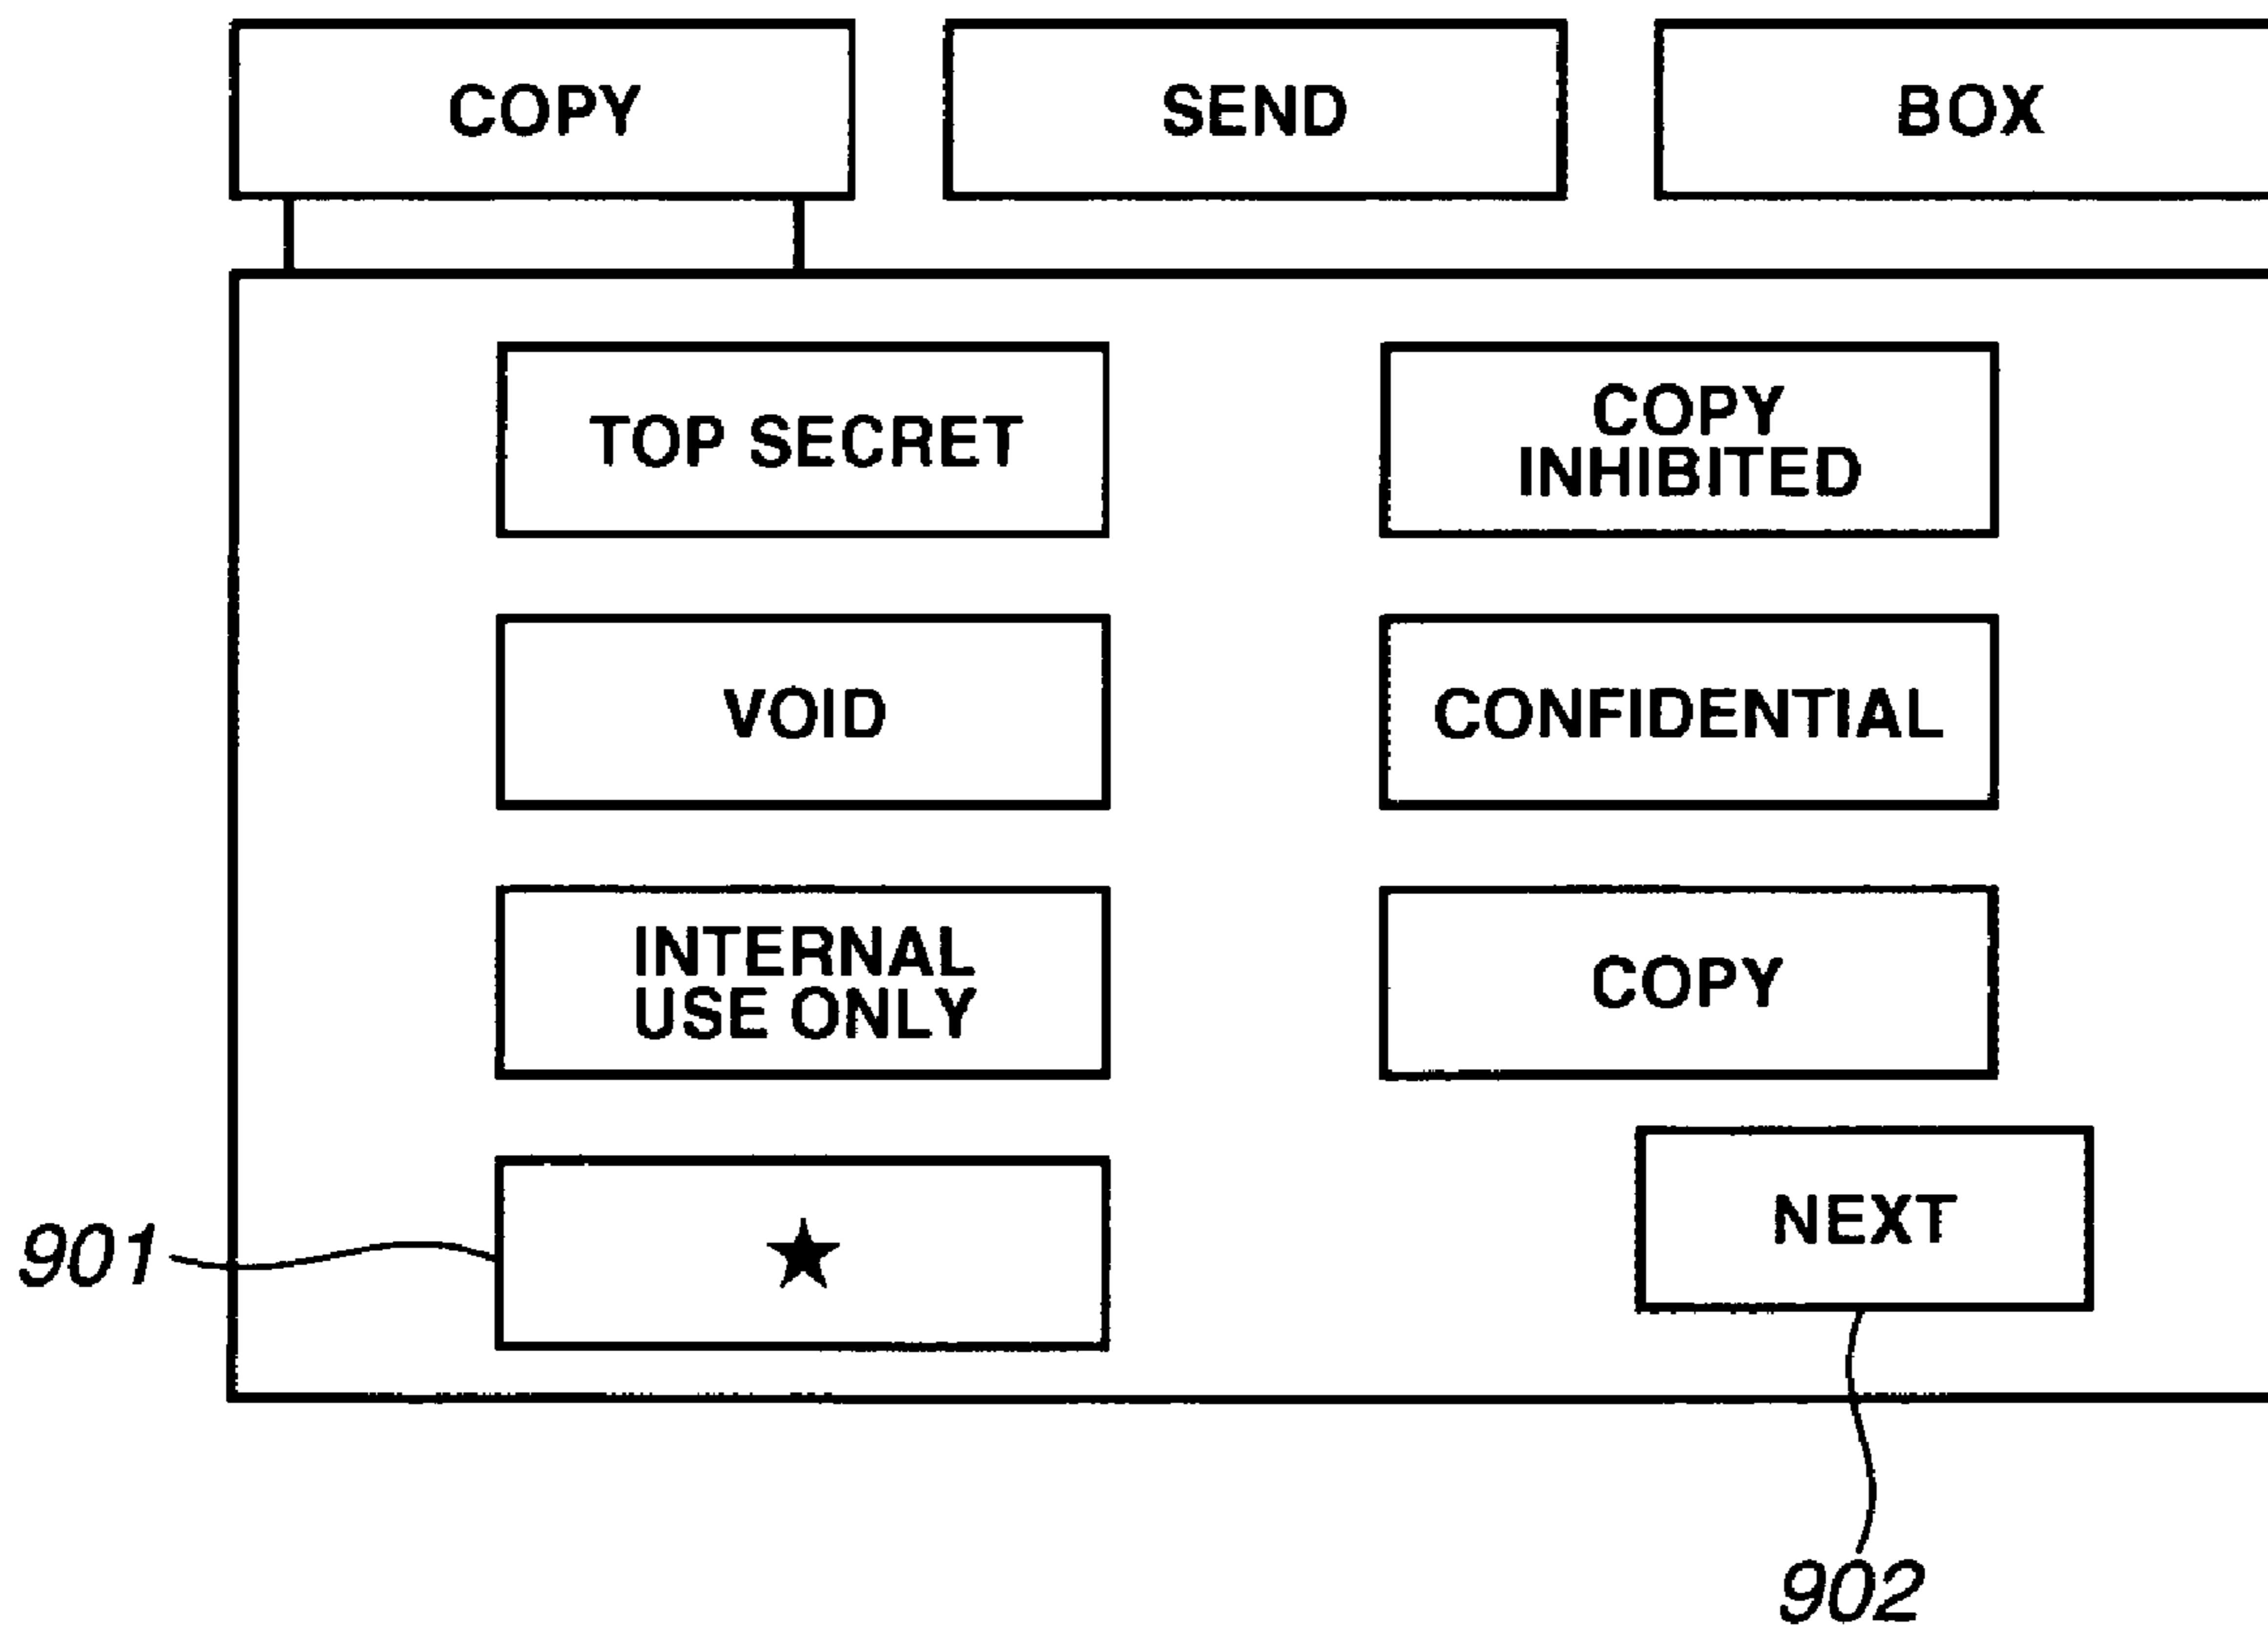 COPY
SEND
BOX
TOP SECRET
COPY
INHIBITED
VOID
CONFIDENTIAL
INTERNAL
USE ONLY
COPY
★
NEXT
901
902